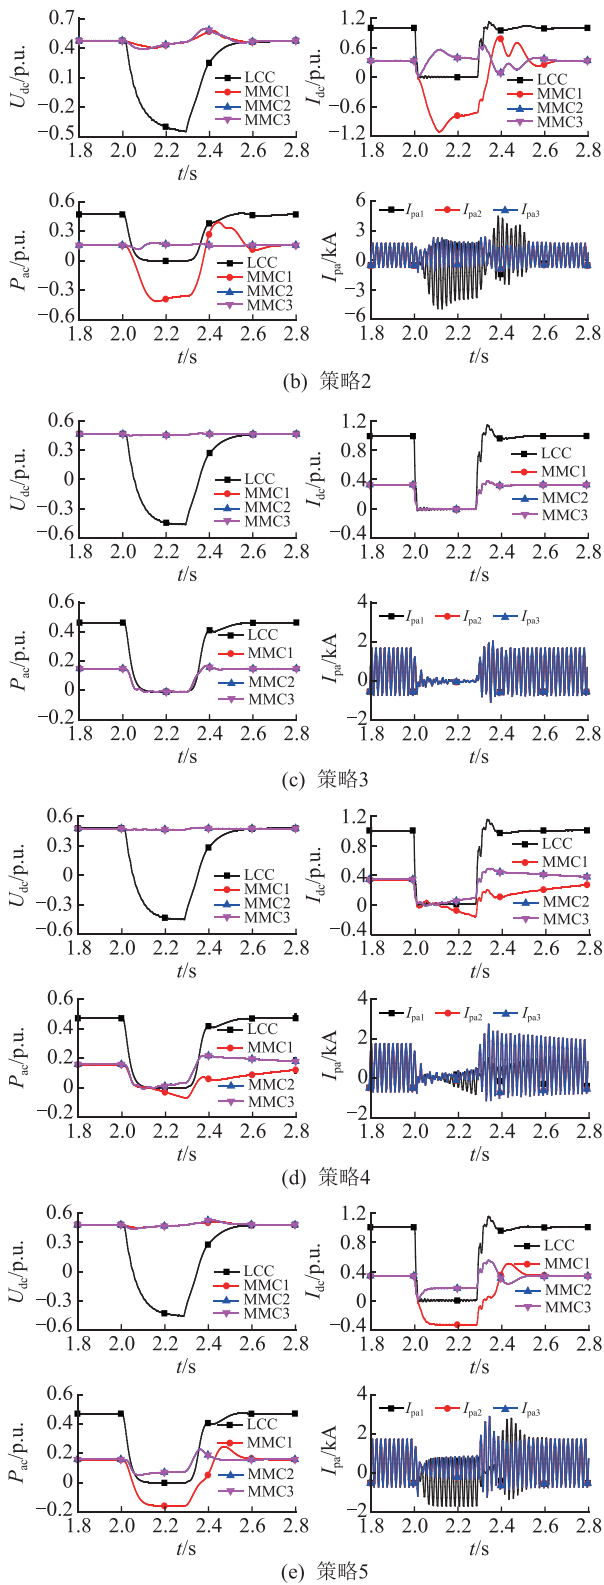 U_dc/p.u.
0.7
0.4
0.1
−0.2
−0.5
LCC
MMC1
MMC2
MMC3
1.8 2.0 2.2 2.4 2.6 2.8
t/s
I_dc/p.u.
1.2
0.6
0
−0.6
−1.2
LCC
MMC1
MMC2
MMC3
1.8 2.0 2.2 2.4 2.6 2.8
t/s
P_ac/p.u.
0.6
0.3
0
−0.3
−0.6
LCC
MMC1
MMC2
MMC3
1.8 2.0 2.2 2.4 2.6 2.8
t/s
I_pa/kA
6
3
0
−3
−6
I_pa1 I_pa2 I_pa3
1.8 2.0 2.2 2.4 2.6 2.8
t/s
(b) 策略2
U_dc/p.u.
0.6
0.3
0
−0.3
−0.6
LCC
MMC1
MMC2
MMC3
1.8 2.0 2.2 2.4 2.6 2.8
t/s
I_dc/p.u.
1.2
0.8
0.4
0
−0.4
LCC
MMC1
MMC2
MMC3
1.8 2.0 2.2 2.4 2.6 2.8
t/s
P_ac/p.u.
0.6
0.4
0.2
0
−0.2
LCC
MMC1
MMC2
MMC3
1.8 2.0 2.2 2.4 2.6 2.8
t/s
I_pa/kA
4
2
0
−2
I_pa1 I_pa2 I_pa3
1.8 2.0 2.2 2.4 2.6 2.8
t/s
(c) 策略3
U_dc/p.u.
0.6
0.3
0
−0.3
−0.6
LCC
MMC1
MMC2
MMC3
1.8 2.0 2.2 2.4 2.6 2.8
t/s
I_dc/p.u.
1.2
0.8
0.4
0
−0.4
LCC
MMC1
MMC2
MMC3
1.8 2.0 2.2 2.4 2.6 2.8
t/s
P_ac/p.u.
0.6
0.4
0.2
0
−0.2
LCC
MMC1
MMC2
MMC3
1.8 2.0 2.2 2.4 2.6 2.8
t/s
I_pa/kA
4
2
0
−2
I_pa1 I_pa2 I_pa3
1.8 2.0 2.2 2.4 2.6 2.8
t/s
(d) 策略4
U_dc/p.u.
0.6
0.3
0
−0.3
−0.6
LCC
MMC1
MMC2
MMC3
1.8 2.0 2.2 2.4 2.6 2.8
t/s
I_dc/p.u.
1.2
0.8
0.4
0
−0.4
LCC
MMC1
MMC2
MMC3
1.8 2.0 2.2 2.4 2.6 2.8
t/s
P_ac/p.u.
0.6
0.4
0.2
0
−0.2
LCC
MMC1
MMC2
MMC3
1.8 2.0 2.2 2.4 2.6 2.8
t/s
I_pa/kA
4
2
0
−2
I_pa1 I_pa2 I_pa3
1.8 2.0 2.2 2.4 2.6 2.8
t/s
(e) 策略5